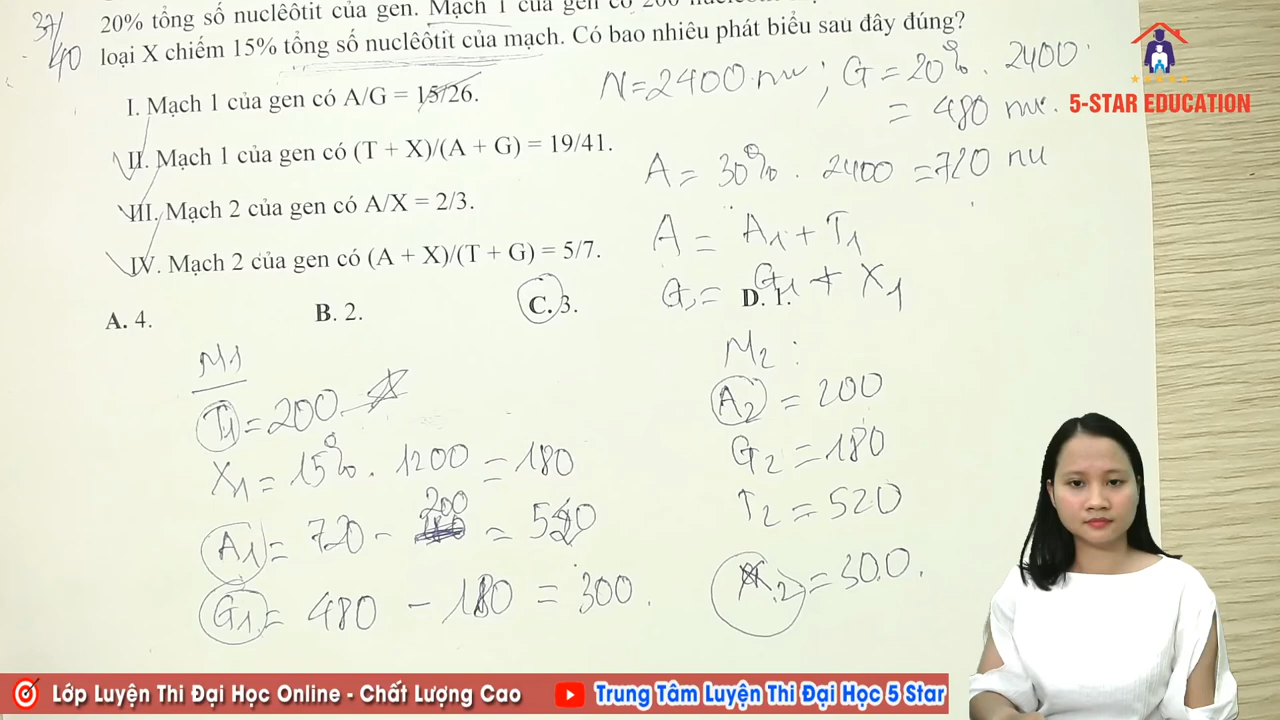 37/40
20% tổng số nuclêôtit của gen. Mạch 1 của gen có 200
loại X chiếm 15% tổng số nuclêôtit của mạch. Có bao nhiêu phát biểu sau đây đúng?
N=2400 nu; G = 20%. 2400
= 480 nu.
5-STAR EDUCATION
I. Mạch 1 của gen có A/G = 15/26.
II. Mạch 1 của gen có (T + X)/(A + G) = 19/41.
A = 30%. 2400 = 720 nu
III. Mạch 2 của gen có A/X = 2/3.
A = A1 + T1
IV. Mạch 2 của gen có (A + X)/(T + G) = 5/7.
G = G1 + X1
A. 4. B. 2. C. 3. D. 1.
M1
T1 = 200
X1 = 15%. 1200 = 180
A1 = 720 - 200 = 520
G1 = 480 - 180 = 300.
M2 :
A2 = 200
G2 = 180
T2 = 520
X2 = 300.
Lớp Luyện Thi Đại Học Online - Chất Lượng Cao
Trung Tâm Luyện Thi Đại Học 5 Star